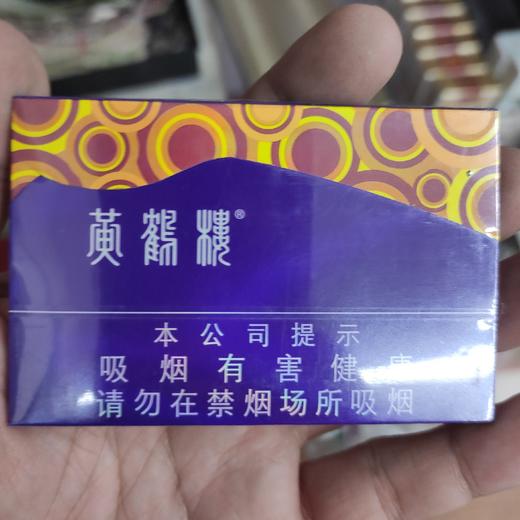 黄鹤楼®
本公司提示
吸烟有害健康
请勿在禁烟场所吸烟